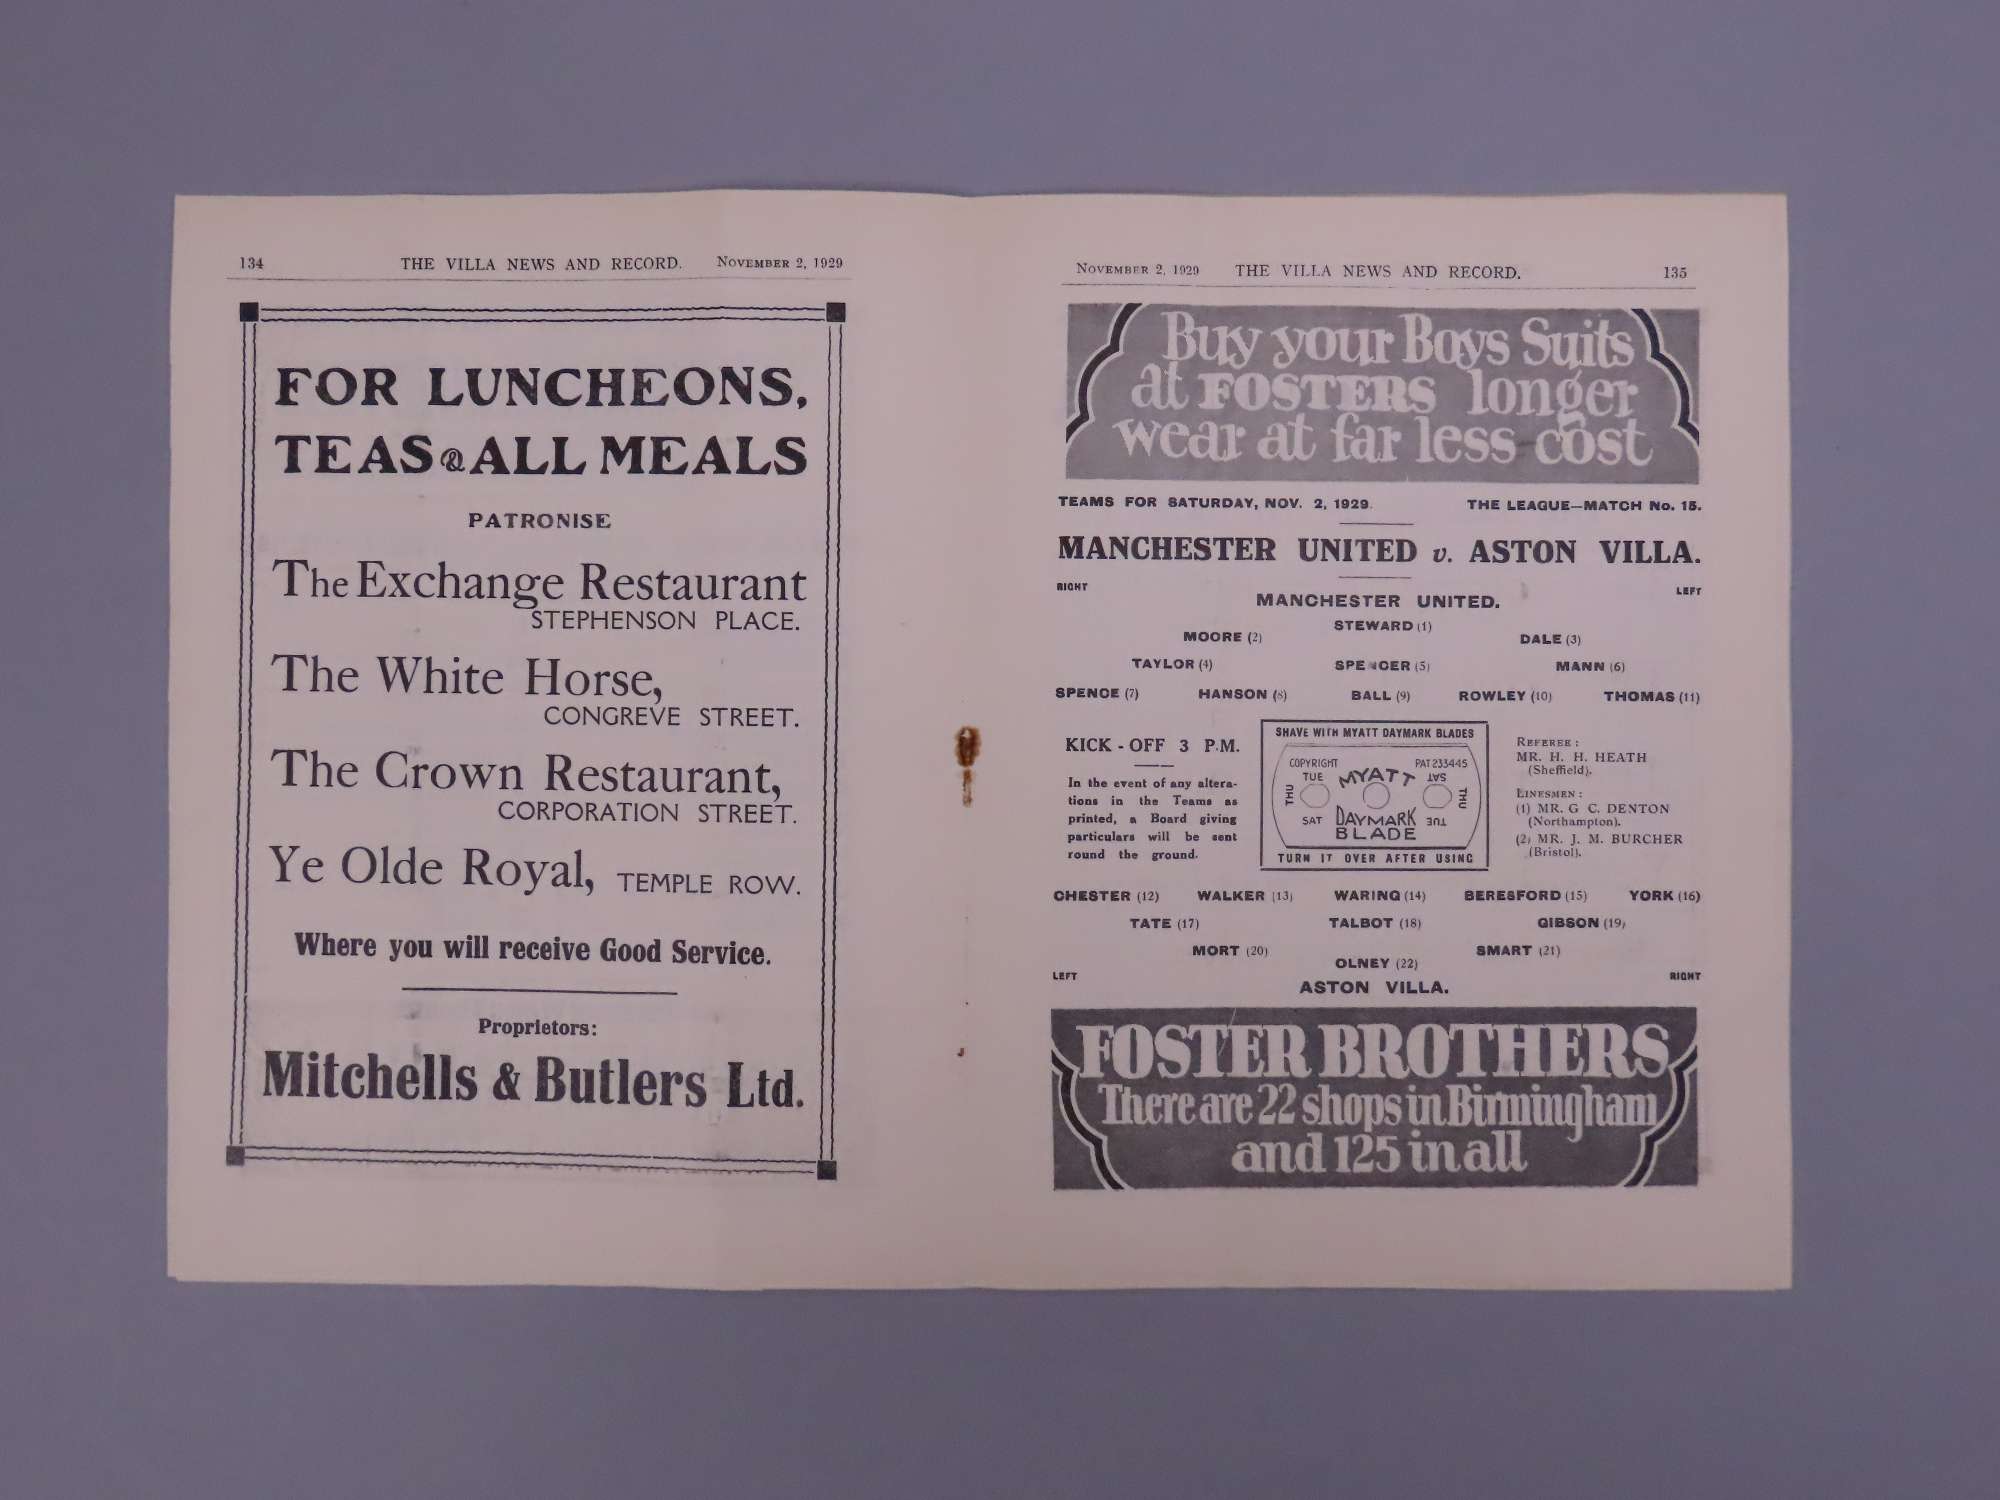 134 THE VILLA NEWS AND RECORD. NOVEMBER 2, 1929
FOR LUNCHEONS,
TEAS & ALL MEALS
PATRONISE
The Exchange Restaurant
STEPHENSON PLACE.
The White Horse,
CONGREVE STREET.
The Crown Restaurant,
CORPORATION STREET.
Ye Olde Royal, TEMPLE ROW.
Where you will receive Good Service.
Proprietors:
Mitchells & Butlers Ltd.
NOVEMBER 2, 1929 THE VILLA NEWS AND RECORD. 135
Buy your Boys Suits
at FOSTERS longer
wear at far less cost
TEAMS FOR SATURDAY, NOV. 2, 1929. THE LEAGUE—MATCH No. 15.
MANCHESTER UNITED v. ASTON VILLA.
RIGHT LEFT
MANCHESTER UNITED.
STEWARD (1)
MOORE (2) DALE (3)
TAYLOR (4) SPENCER (5) MANN (6)
SPENCE (7) HANSON (8) BALL (9) ROWLEY (10) THOMAS (11)
KICK-OFF 3 P.M.
In the event of any altera-
tions in the Teams as
printed, a Board giving
particulars will be sent
round the ground.
SHAVE WITH MYATT DAYMARK BLADES
COPYRIGHT PAT 233445
TUE MYATT SAT
THU THU
SAT DAYMARK TUE
BLADE
TURN IT OVER AFTER USING
REFEREE:
MR. H. H. HEATH
(Sheffield).
LINESMEN:
(1) MR. G C. DENTON
(Northampton).
(2) MR. J. M. BURCHER
(Bristol).
CHESTER (12) WALKER (13) WARING (14) BERESFORD (15) YORK (16)
TATE (17) TALBOT (18) GIBSON (19)
MORT (20) SMART (21)
OLNEY (22)
LEFT RIGHT
ASTON VILLA.
FOSTER BROTHERS
There are 22 shops in Birmingham
and 125 in all